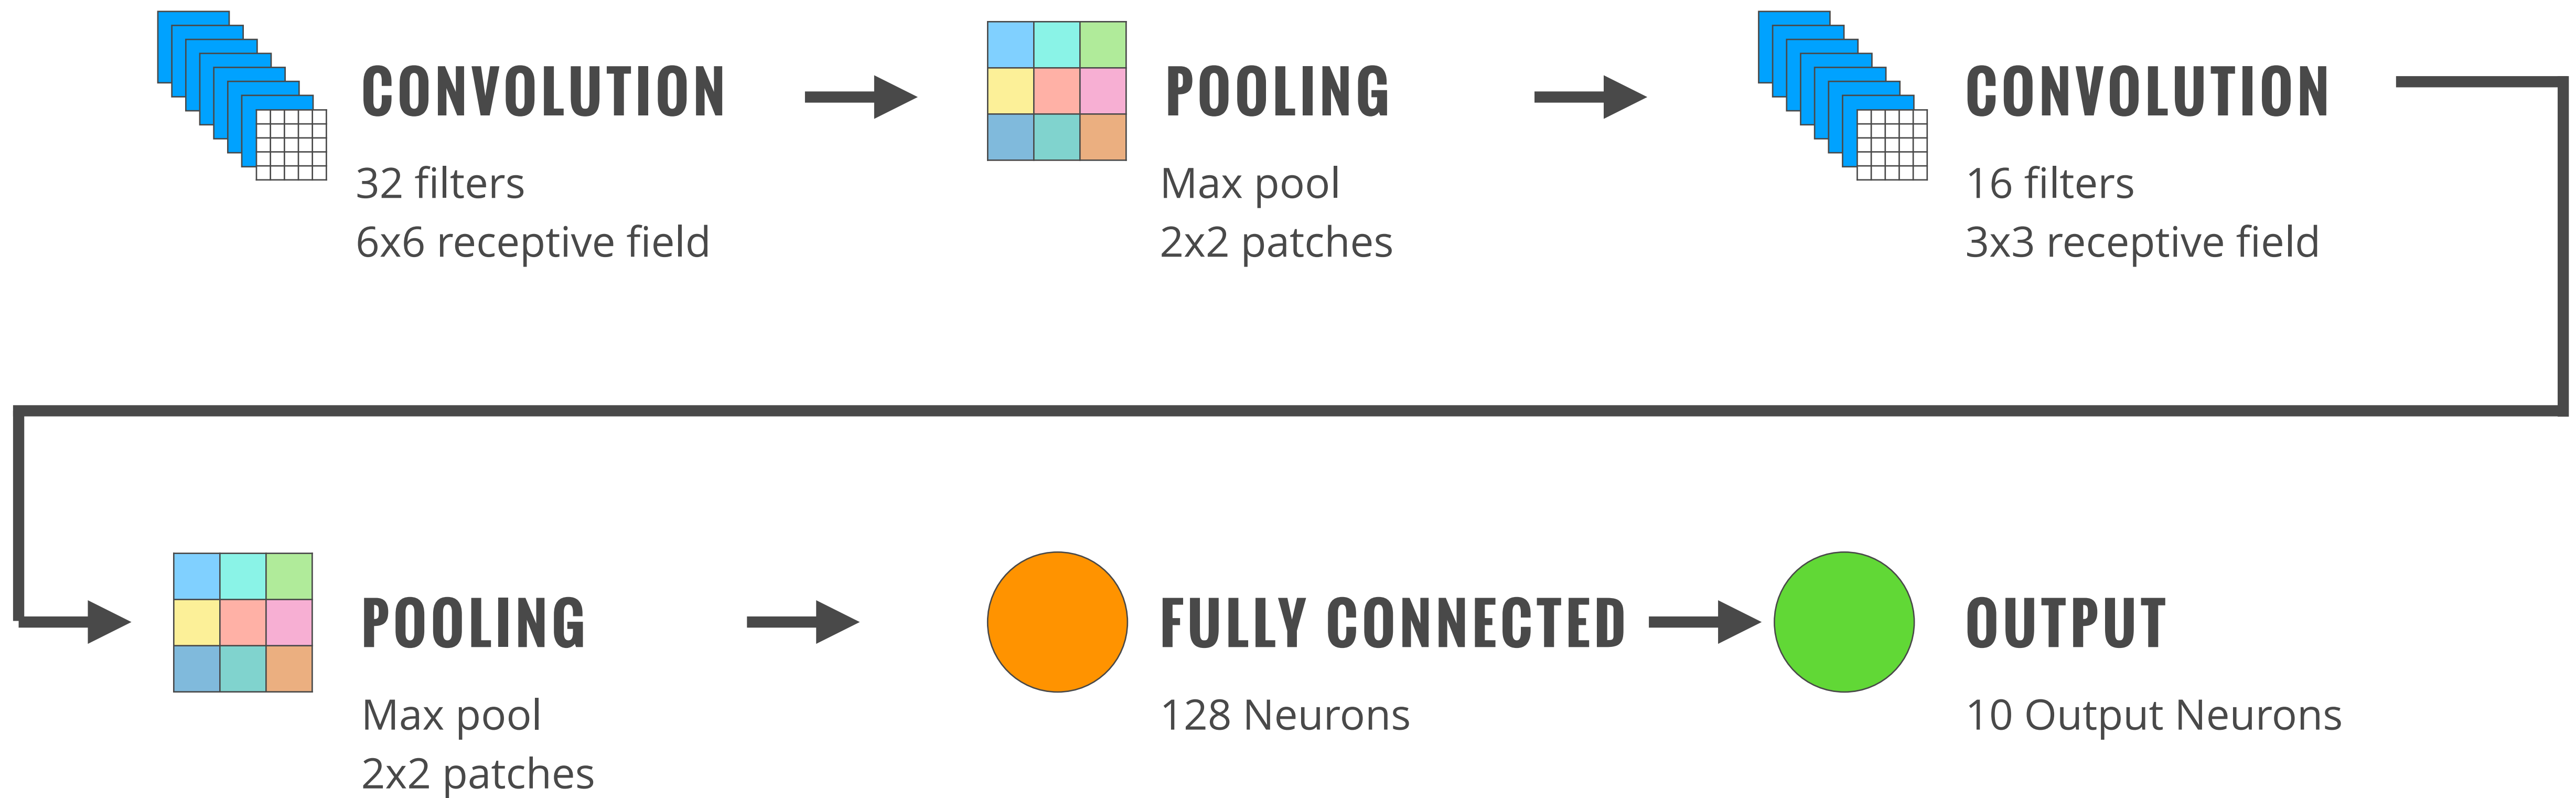 CONVOLUTION
32 filters
6x6 receptive field
POOLING
Max pool
2x2 patches
CONVOLUTION
16 filters
3x3 receptive field
POOLING
Max pool
2x2 patches
FULLY CONNECTED
128 Neurons
OUTPUT
10 Output Neurons